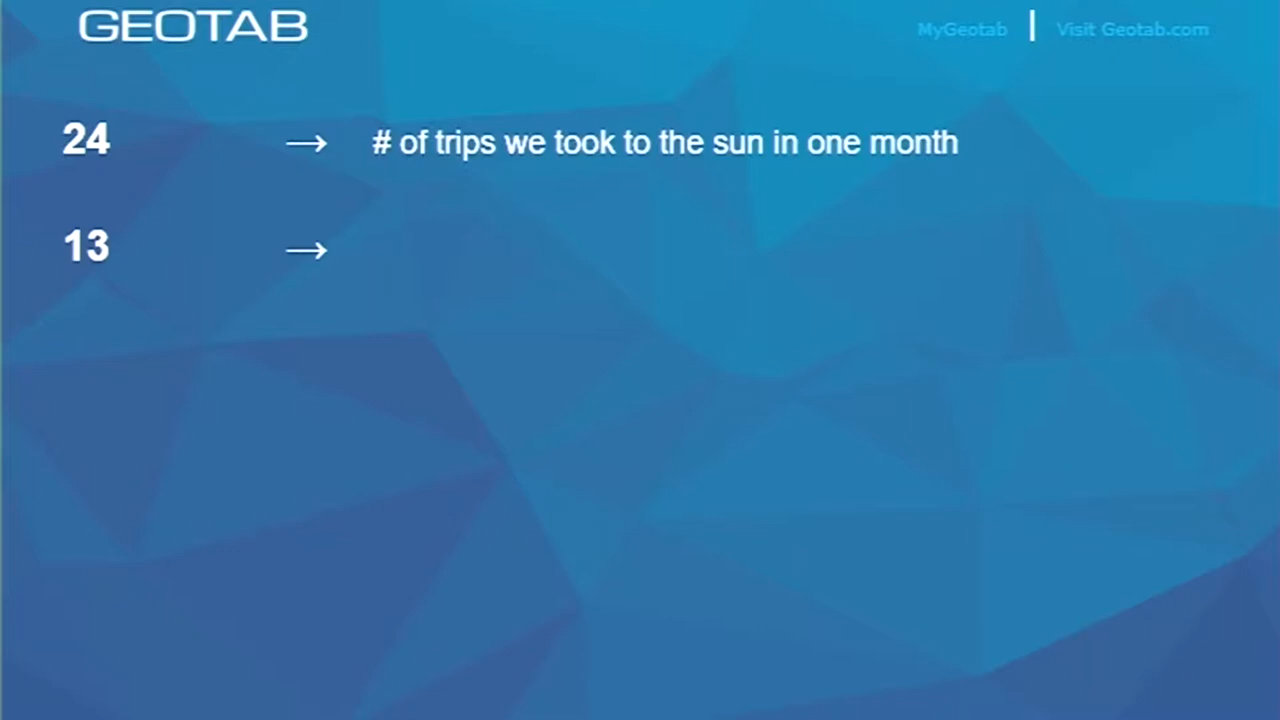 GEOTAB
MyGeotab | Visit Geotab.com
24 → # of trips we took to the sun in one month
13 →